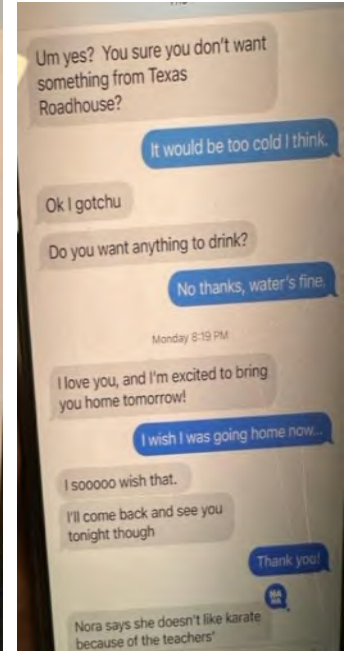 Um yes? You sure you don't want
something from Texas
Roadhouse?
It would be too cold I think.
Ok I gotchu
Do you want anything to drink?
No thanks, water's fine.
Monday 8:19 PM
I love you, and I'm excited to bring
you home tomorrow!
I wish I was going home now...
I sooooo wish that.
I'll come back and see you
tonight though
Thank you!
HA
HA
Nora says she doesn't like karate
because of the teachers'